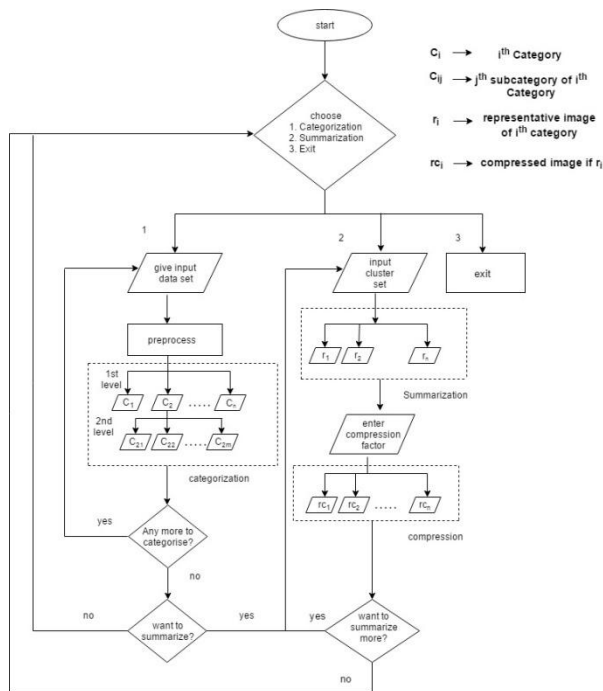 start
Ci → ith Category
Cij → jth subcategory of ith
Category
ri → representative image
of ith category
rci → compressed image if ri
choose
1. Categorization
2. Summarization
3. Exit
1
2
3
give input
data set
input
cluster
set
exit
preprocess
r1
r2
rn
Summarization
1st
level
C1
C2
.....
Cn
2nd
level
C21
C22
.....
C2m
categorization
enter
compression
factor
rc1
rc2
.....
rcn
compression
yes
Any more to
categorise?
no
no
want to
summarize?
yes
yes
want to
summarize
more?
no